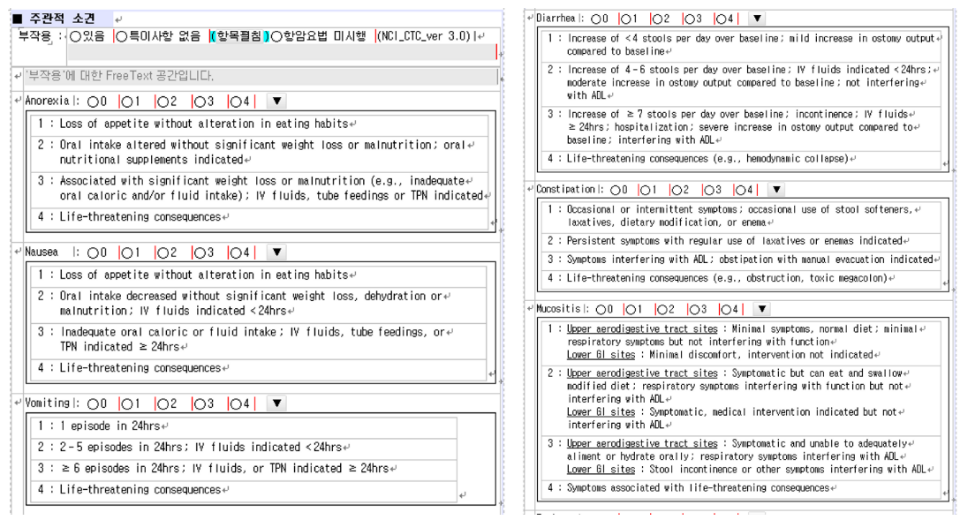 ■ 주관적 소견
부작용 : ○있음 ○특이사항 없음 (항목펼침)○항암요법 미시행 (NCI_CTC_ver 3.0)
'부작용'에 대한 FreeText 공간입니다.
Anorexia : ○0 ○1 ○2 ○3 ○4 ▼
1 : Loss of appetite without alteration in eating habits
2 : Oral intake altered without significant weight loss or malnutrition; oral
nutritional supplements indicated
3 : Associated with significant weight loss or malnutrition (e.g., inadequate
oral caloric and/or fluid intake); IV fluids, tube feedings or TPN indicated
4 : Life-threatening consequences
Nausea : ○0 ○1 ○2 ○3 ○4 ▼
1 : Loss of appetite without alteration in eating habits
2 : Oral intake decreased without significant weight loss, dehydration or
malnutrition; IV fluids indicated <24hrs
3 : Inadequate oral caloric or fluid intake; IV fluids, tube feedings, or
TPN indicated ≥ 24hrs
4 : Life-threatening consequences
Vomiting : ○0 ○1 ○2 ○3 ○4 ▼
1 : 1 episode in 24hrs
2 : 2-5 episodes in 24hrs; IV fluids indicated <24hrs
3 : ≥ 6 episodes in 24hrs; IV fluids, or TPN indicated ≥ 24hrs
4 : Life-threatening consequences
Diarrhea : ○0 ○1 ○2 ○3 ○4 ▼
1 : Increase of <4 stools per day over baseline; mild increase in ostomy output
compared to baseline
2 : Increase of 4-6 stools per day over baseline; IV fluids indicated <24hrs;
moderate increase in ostomy output compared to baseline; not interfering
with ADL
3 : Increase of ≥ 7 stools per day over baseline; incontinence; IV fluids
≥ 24hrs; hospitalization; severe increase in ostomy output compared to
baseline; interfering with ADL
4 : Life-threatening consequences (e.g., hemodynamic collapse)
Constipation : ○0 ○1 ○2 ○3 ○4 ▼
1 : Occasional or intermittent symptoms; occasional use of stool softeners,
laxatives, dietary modification, or enema
2 : Persistent symptoms with regular use of laxatives or enemas indicated
3 : Symptoms interfering with ADL; obstipation with manual evacuation indicated
4 : Life-threatening consequences (e.g., obstruction, toxic megacolon)
Mucositis : ○0 ○1 ○2 ○3 ○4 ▼
1 : Upper aerodigestive tract sites : Minimal symptoms, normal diet; minimal
respiratory symptoms but not interfering with function
Lower GI sites : Minimal discomfort, intervention not indicated
2 : Upper aerodigestive tract sites : Symptomatic but can eat and swallow
modified diet; respiratory symptoms interfering with function but not
interfering with ADL
Lower GI sites : Symptomatic, medical intervention indicated but not
interfering with ADL
3 : Upper aerodigestive tract sites : Symptomatic and unable to adequately
aliment or hydrate orally; respiratory symptoms interfering with ADL
Lower GI sites : Stool incontinence or other symptoms interfering with ADL
4 : Symptoms associated with life-threatening consequences